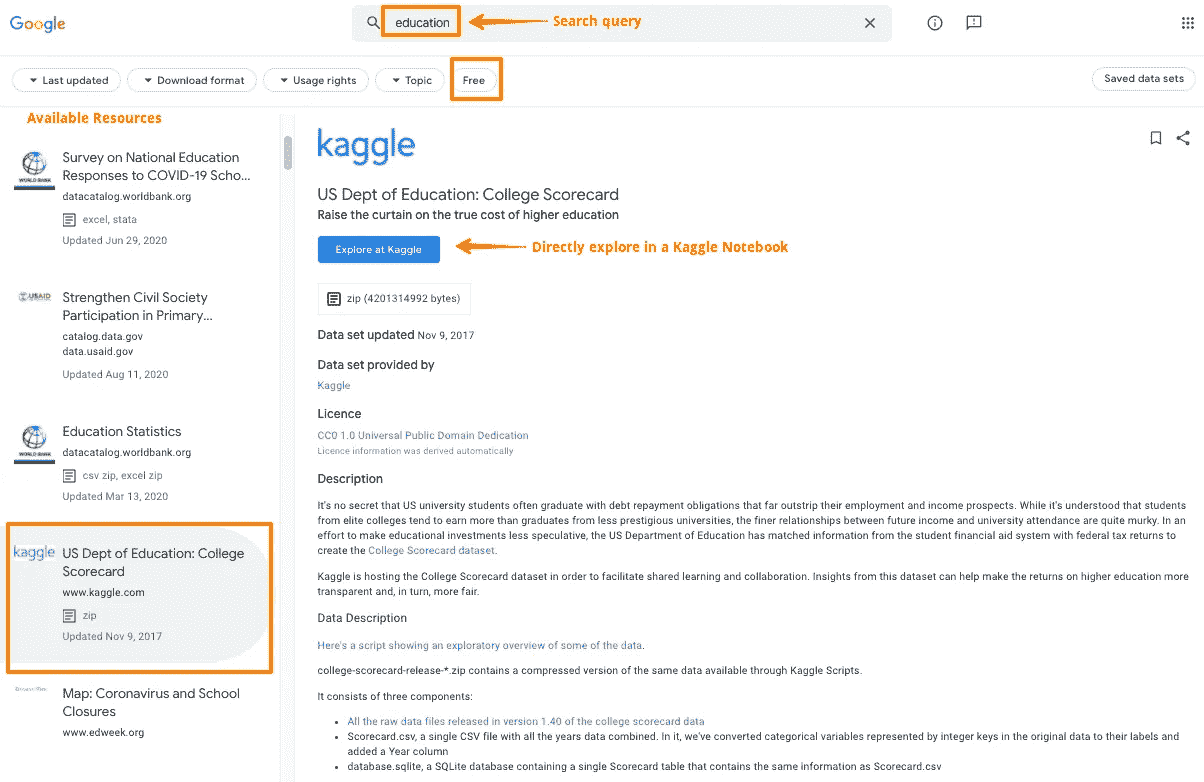 Google
education
Search query
Last updated
Download format
Usage rights
Topic
Free
Saved data sets
Available Resources
WORLD BANK
Survey on National Education
Responses to COVID-19 Scho...
datacatalog.worldbank.org
excel, stata
Updated Jun 29, 2020
USAID
Strengthen Civil Society
Participation in Primary...
catalog.data.gov
data.usaid.gov
Updated Aug 11, 2020
WORLD BANK
Education Statistics
datacatalog.worldbank.org
csv zip, excel zip
Updated Mar 13, 2020
kaggle
US Dept of Education: College
Scorecard
www.kaggle.com
zip
Updated Nov 9, 2017
Map: Coronavirus and School
Closures
www.edweek.org
kaggle
US Dept of Education: College Scorecard
Raise the curtain on the true cost of higher education
Explore at Kaggle
Directly explore in a Kaggle Notebook
zip (4201314992 bytes)
Data set updated Nov 9, 2017
Data set provided by
Kaggle
Licence
CC0 1.0 Universal Public Domain Dedication
Licence information was derived automatically
Description
It's no secret that US university students often graduate with debt repayment obligations that far outstrip their employment and income prospects. While it's understood that students
from elite colleges tend to earn more than graduates from less prestigious universities, the finer relationships between future income and university attendance are quite murky. In an
effort to make educational investments less speculative, the US Department of Education has matched information from the student financial aid system with federal tax returns to
create the College Scorecard dataset.
Kaggle is hosting the College Scorecard dataset in order to facilitate shared learning and collaboration. Insights from this dataset can help make the returns on higher education more
transparent and, in turn, more fair.
Data Description
Here's a script showing an exploratory overview of some of the data.
college-scorecard-release-*.zip contains a compressed version of the same data available through Kaggle Scripts.
It consists of three components:
• All the raw data files released in version 1.40 of the college scorecard data
• Scorecard.csv, a single CSV file with all the years data combined. In it, we've converted categorical variables represented by integer keys in the original data to their labels and
added a Year column
• database.sqlite, a SQLite database containing a single Scorecard table that contains the same information as Scorecard.csv